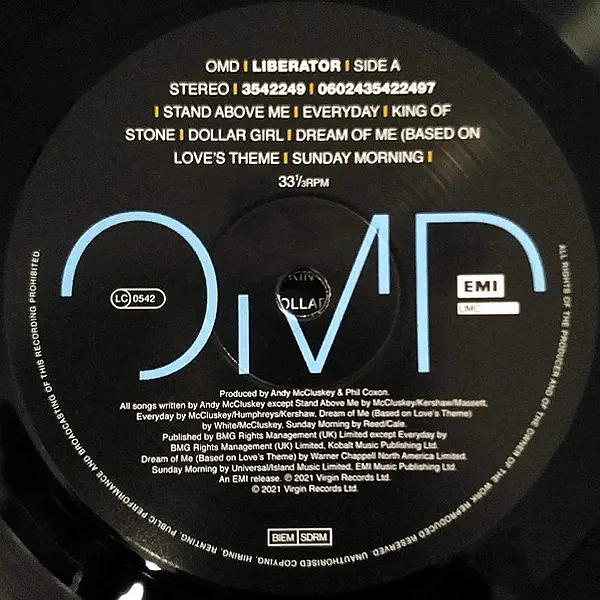 OMD | LIBERATOR | SIDE A
STEREO | 3542249 | 0602435422497
| STAND ABOVE ME | EVERYDAY | KING OF
STONE | DOLLAR GIRL | DREAM OF ME (BASED ON
LOVE'S THEME | SUNDAY MORNING |
33⅓RPM
OMD
LC 0542
KING
OLLAR
EMI
UMC
Produced by Andy McCluskey & Phil Coxon.
All songs written by Andy McCluskey except Stand Above Me by McCluskey/Kershaw/Massett,
Everyday by McCluskey/Humphreys/Kershaw, Dream of Me (Based on Love's Theme)
by White/McCluskey, Sunday Morning by Reed/Cale.
Published by BMG Rights Management (UK) Limited except Everyday by
BMG Rights Management (UK) Limited, Kobalt Music Publishing Ltd.
Dream of Me (Based on Love's Theme) by Warner Chappell North America Limited.
Sunday Morning by Universal/Island Music Limited, EMI Music Publishing Ltd.
An EMI release. ℗ 2021 Virgin Records Ltd.
© 2021 Virgin Records Ltd.
BIEM SDRM
ALL RIGHTS OF THE PRODUCER AND OF THE OWNER OF THE WORK REPRODUCED RESERVED. UNAUTHORISED COPYING, HIRING, RENTING, PUBLIC PERFORMANCE AND BROADCASTING OF THIS RECORDING PROHIBITED.